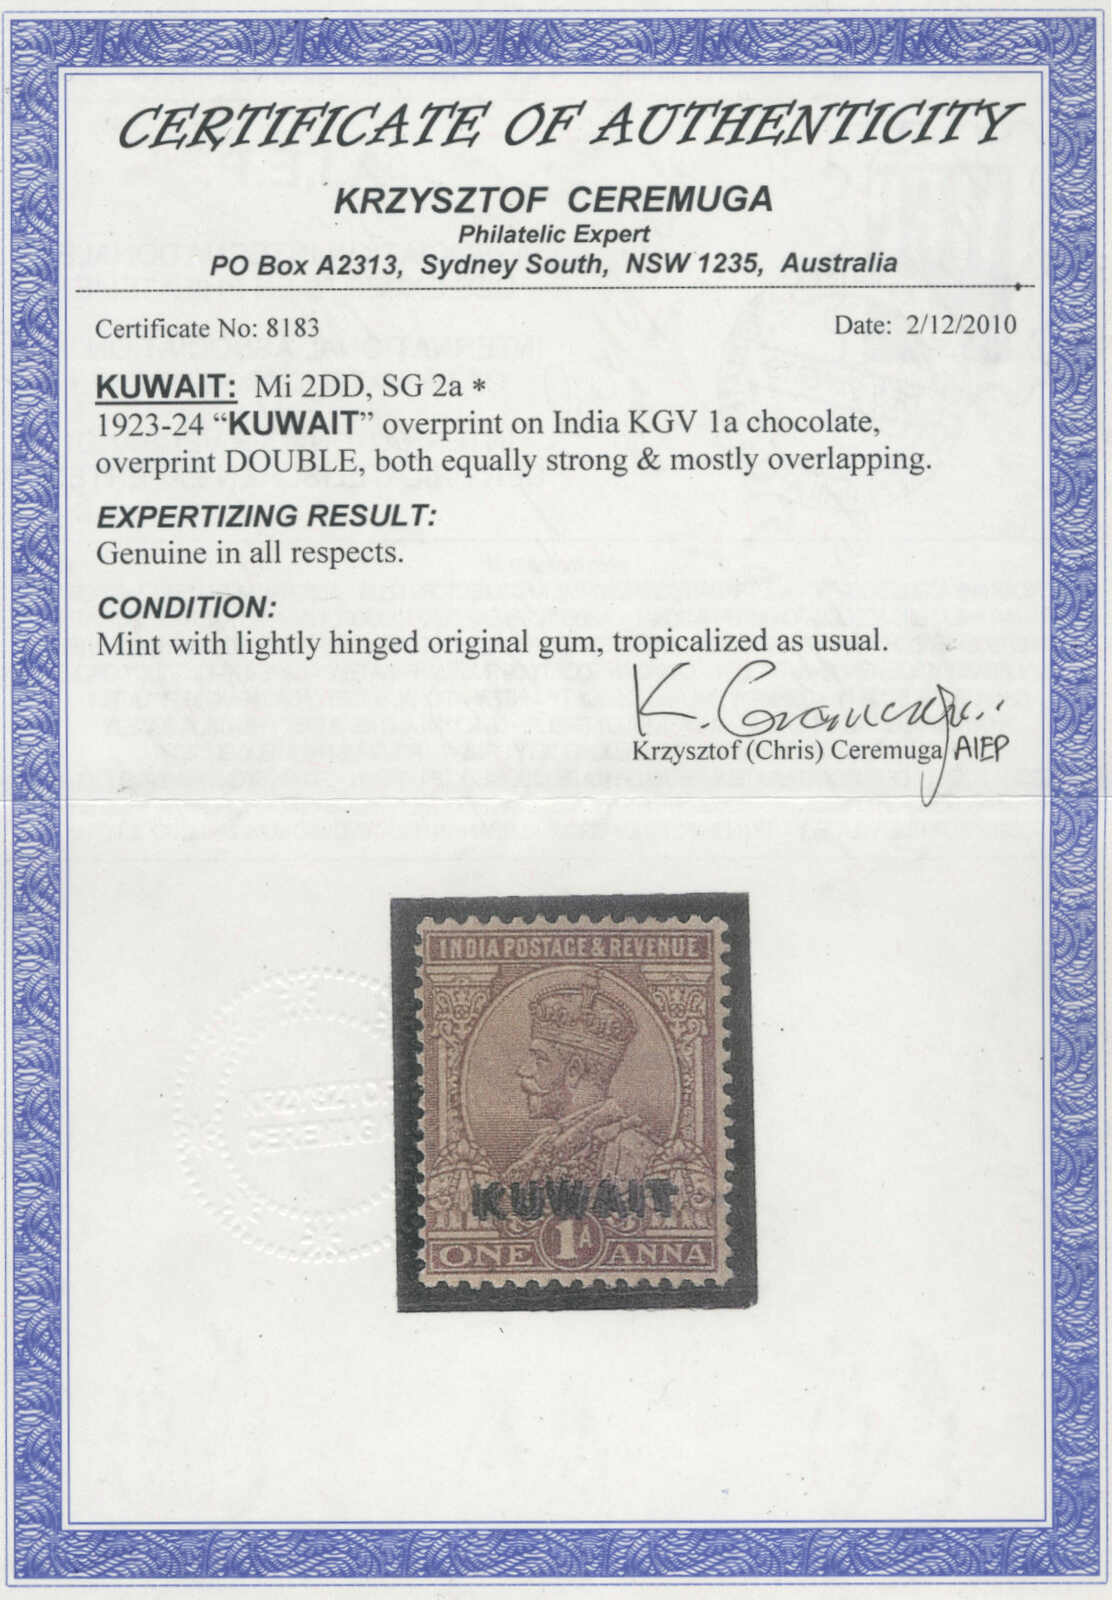 CERTIFICATE OF AUTHENTICITY
KRZYSZTOF CEREMUGA
Philatelic Expert
PO Box A2313, Sydney South, NSW 1235, Australia
Certificate No: 8183
Date: 2/12/2010
KUWAIT: Mi 2DD, SG 2a *
1923-24 “KUWAIT” overprint on India KGV 1a chocolate,
overprint DOUBLE, both equally strong & mostly overlapping.
EXPERTIZING RESULT:
Genuine in all respects.
CONDITION:
Mint with lightly hinged original gum, tropicalized as usual.
K. Ceremuga
Krzysztof (Chris) Ceremuga AIEP
INDIA POSTAGE & REVENUE
KRZYSZTOF
CEREMUGA
KUWAIT
ONE 1A ANNA